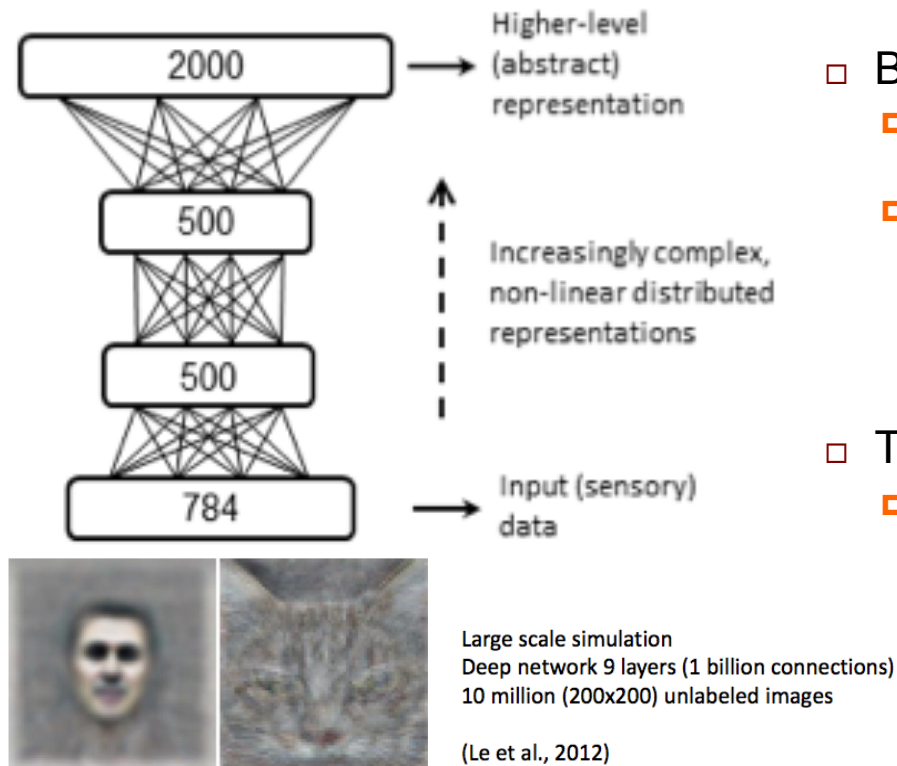 2000
Higher-level
(abstract)
representation
500
Increasingly complex,
non-linear distributed
representations
500
784
Input (sensory)
data
B
T
Large scale simulation
Deep network 9 layers (1 billion connections)
10 million (200x200) unlabeled images
(Le et al., 2012)